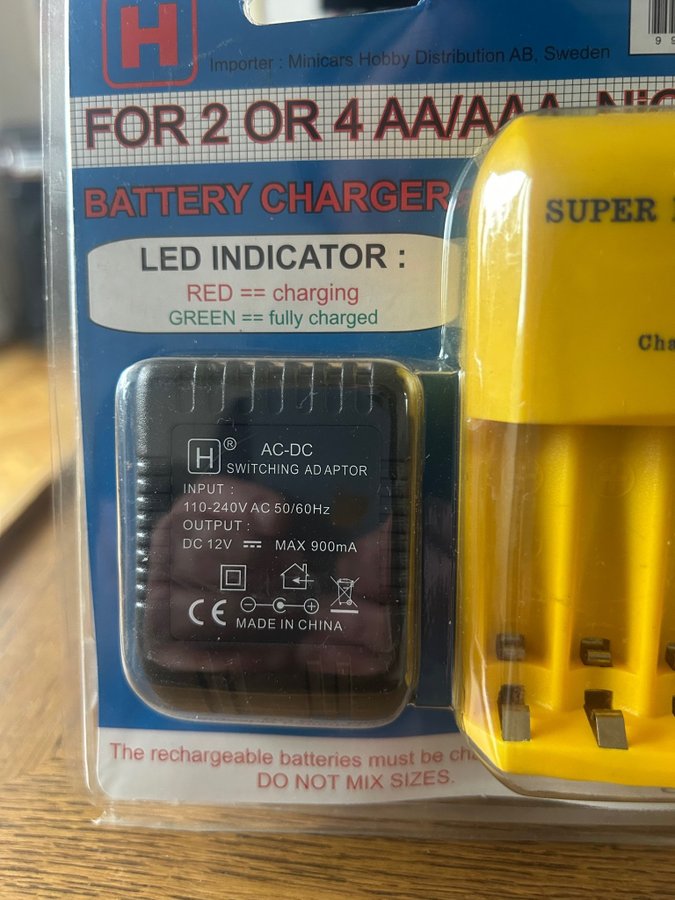 H
Importer : Minicars Hobby Distribution AB, Sweden
FOR 2 OR 4 AA/AAA
BATTERY CHARGER
LED INDICATOR :
RED == charging
GREEN == fully charged
SUPER
H ® AC-DC
SWITCHING ADAPTOR
INPUT :
110-240V AC 50/60Hz
OUTPUT :
DC 12V MAX 900mA
CE
MADE IN CHINA
The rechargeable batteries must be
DO NOT MIX SIZES.